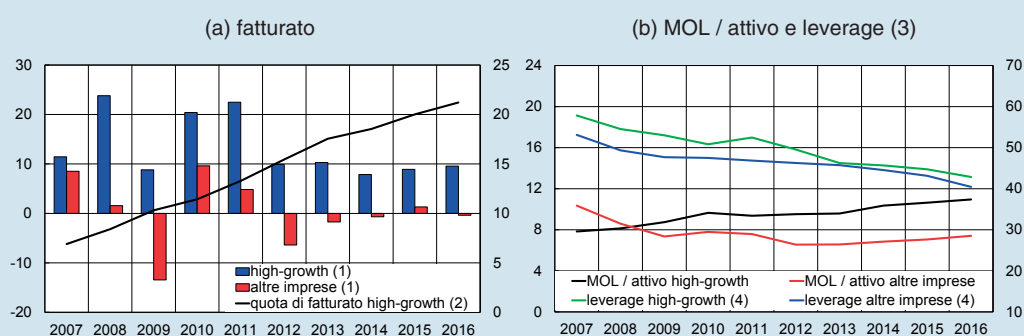 (a) fatturato
(b) MOL / attivo e leverage (3)
30
20
10
0
-10
-20
25
20
15
10
5
0
high-growth (1)
altre imprese (1)
quota di fatturato high-growth (2)
2007 2008 2009 2010 2011 2012 2013 2014 2015 2016
24
20
16
12
8
4
0
70
60
50
40
30
20
10
MOL / attivo high-growth
MOL / attivo altre imprese
leverage high-growth (4)
leverage altre imprese (4)
2007 2008 2009 2010 2011 2012 2013 2014 2015 2016